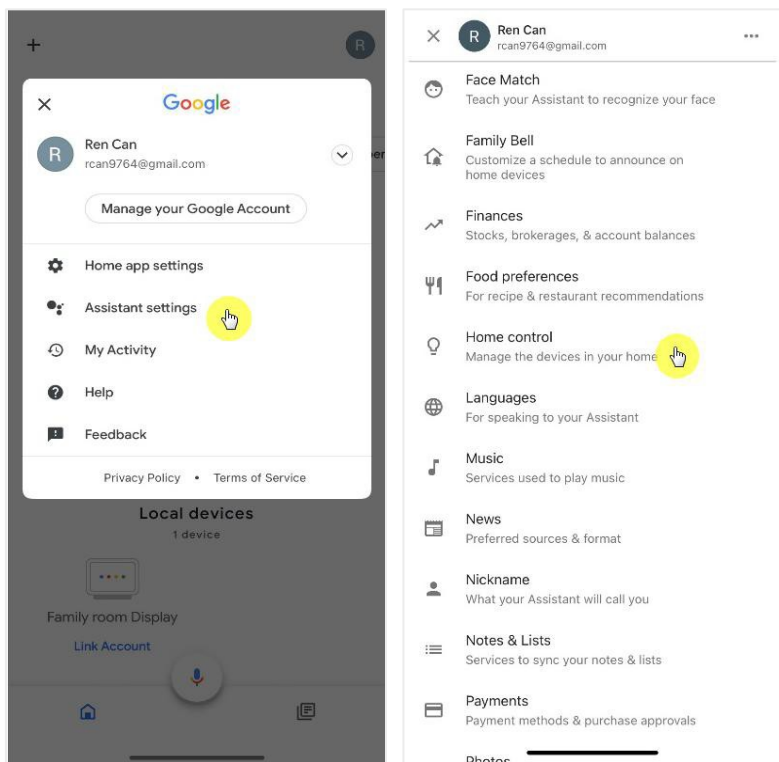 R
Google
R
Ren Can
rcan9764@gmail.com
Manage your Google Account
Home app settings
Assistant settings
My Activity
Help
Feedback
Privacy Policy • Terms of Service
Local devices
1 device
Family room Display
Link Account
R
Ren Can
rcan9764@gmail.com
Face Match
Teach your Assistant to recognize your face
Family Bell
Customize a schedule to announce on
home devices
Finances
Stocks, brokerages, & account balances
Food preferences
For recipe & restaurant recommendations
Home control
Manage the devices in your home
Languages
For speaking to your Assistant
Music
Services used to play music
News
Preferred sources & format
Nickname
What your Assistant will call you
Notes & Lists
Services to sync your notes & lists
Payments
Payment methods & purchase approvals
Photos